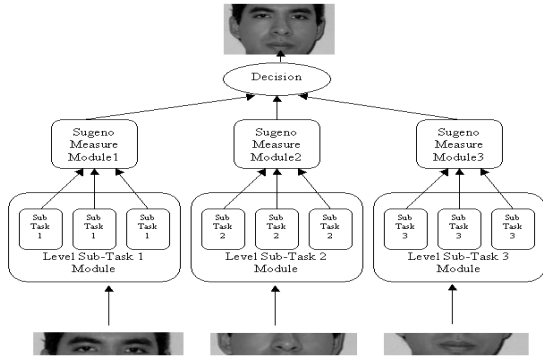 Decision
Sugeno
Measure
Module1
Sugeno
Measure
Module2
Sugeno
Measure
Module3
Sub
Task
1
Sub
Task
1
Sub
Task
1
Level Sub-Task 1
Module
Sub
Task
2
Sub
Task
2
Sub
Task
2
Level Sub-Task 2
Module
Sub
Task
3
Sub
Task
3
Sub
Task
3
Level Sub-Task 3
Module